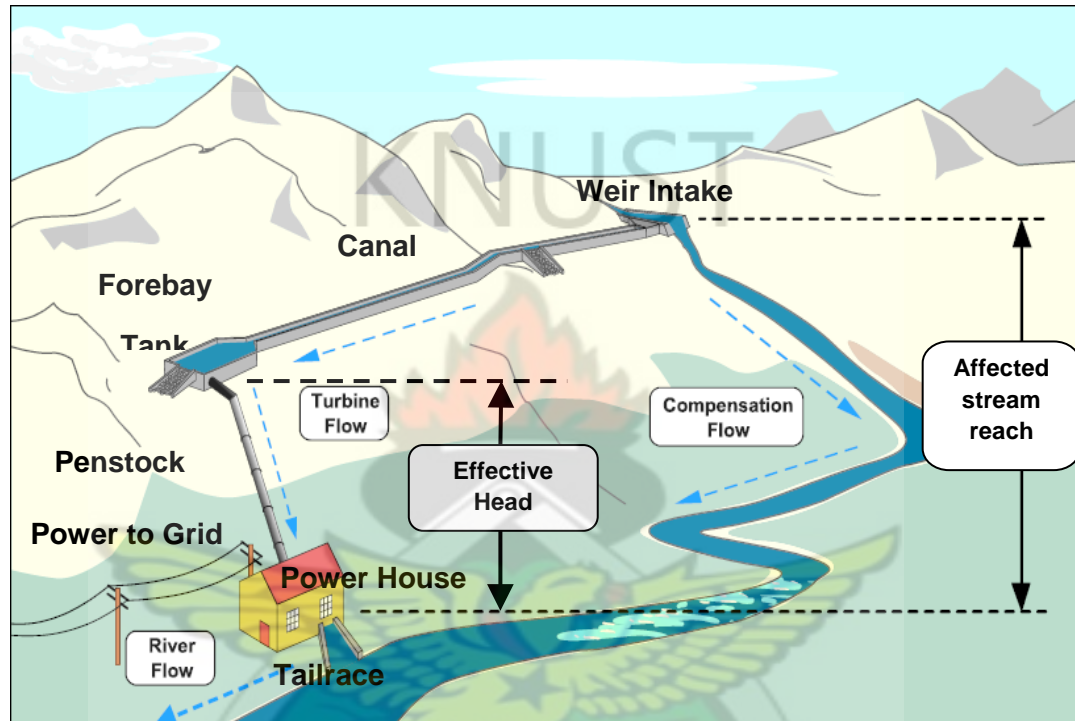 KNUST
Weir Intake
Canal
Forebay
Tank
Turbine
Flow
Compensation
Flow
Affected
stream
reach
Effective
Head
Penstock
Power to Grid
Power House
River
Flow
Tailrace